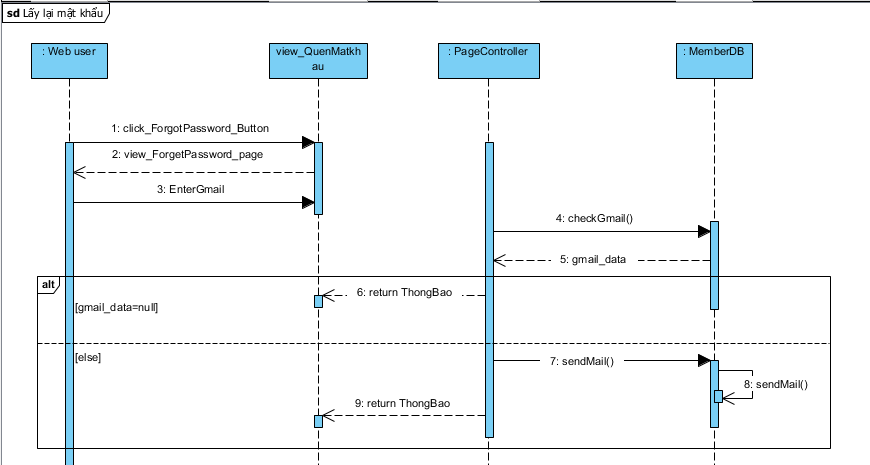 sd Lấy lại mật khẩu
: Web user
view_QuenMatkh
au
: PageController
: MemberDB
1: click_ForgotPassword_Button
2: view_ForgetPassword_page
3: EnterGmail
4: checkGmail()
5: gmail_data
alt
6: return ThongBao
[gmail_data=null]
[else]
7: sendMail()
8: sendMail()
9: return ThongBao